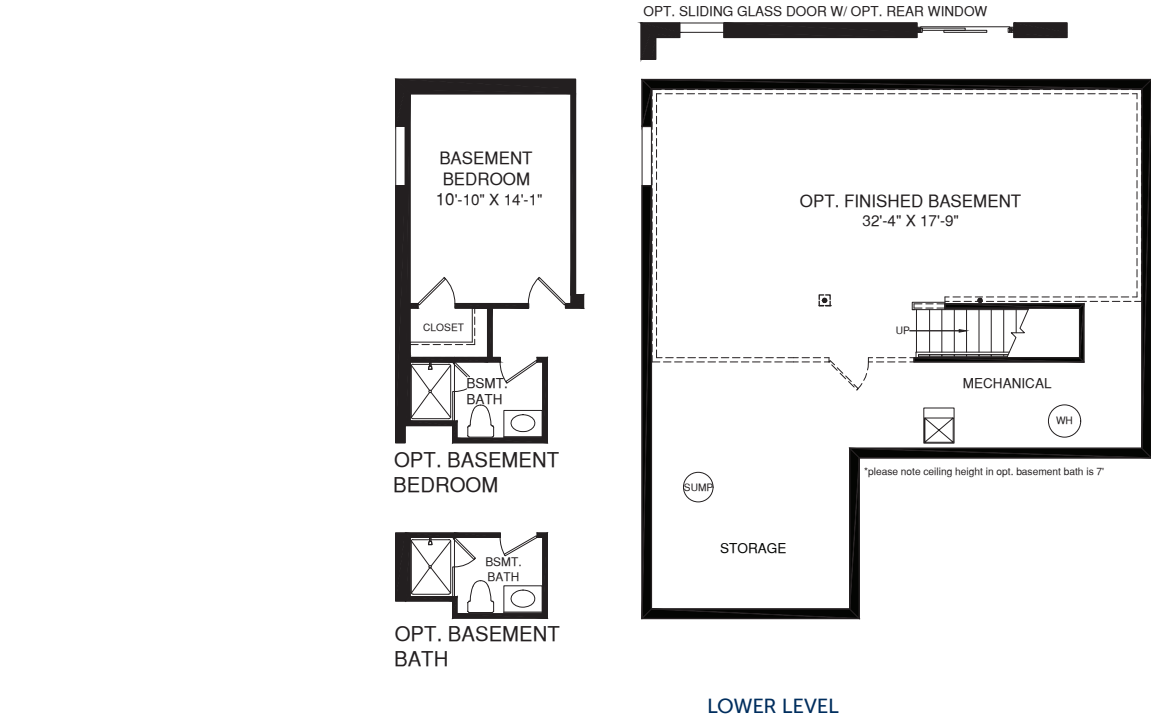 OPT. SLIDING GLASS DOOR W/ OPT. REAR WINDOW
BASEMENT
BEDROOM
10'-10" X 14'-1"
CLOSET
BSMT.
BATH
OPT. BASEMENT
BEDROOM
BSMT.
BATH
OPT. BASEMENT
BATH
OPT. FINISHED BASEMENT
32'-4" X 17'-9"
UP
MECHANICAL
WH
*please note ceiling height in opt. basement bath is 7'
SUMP
STORAGE
LOWER LEVEL